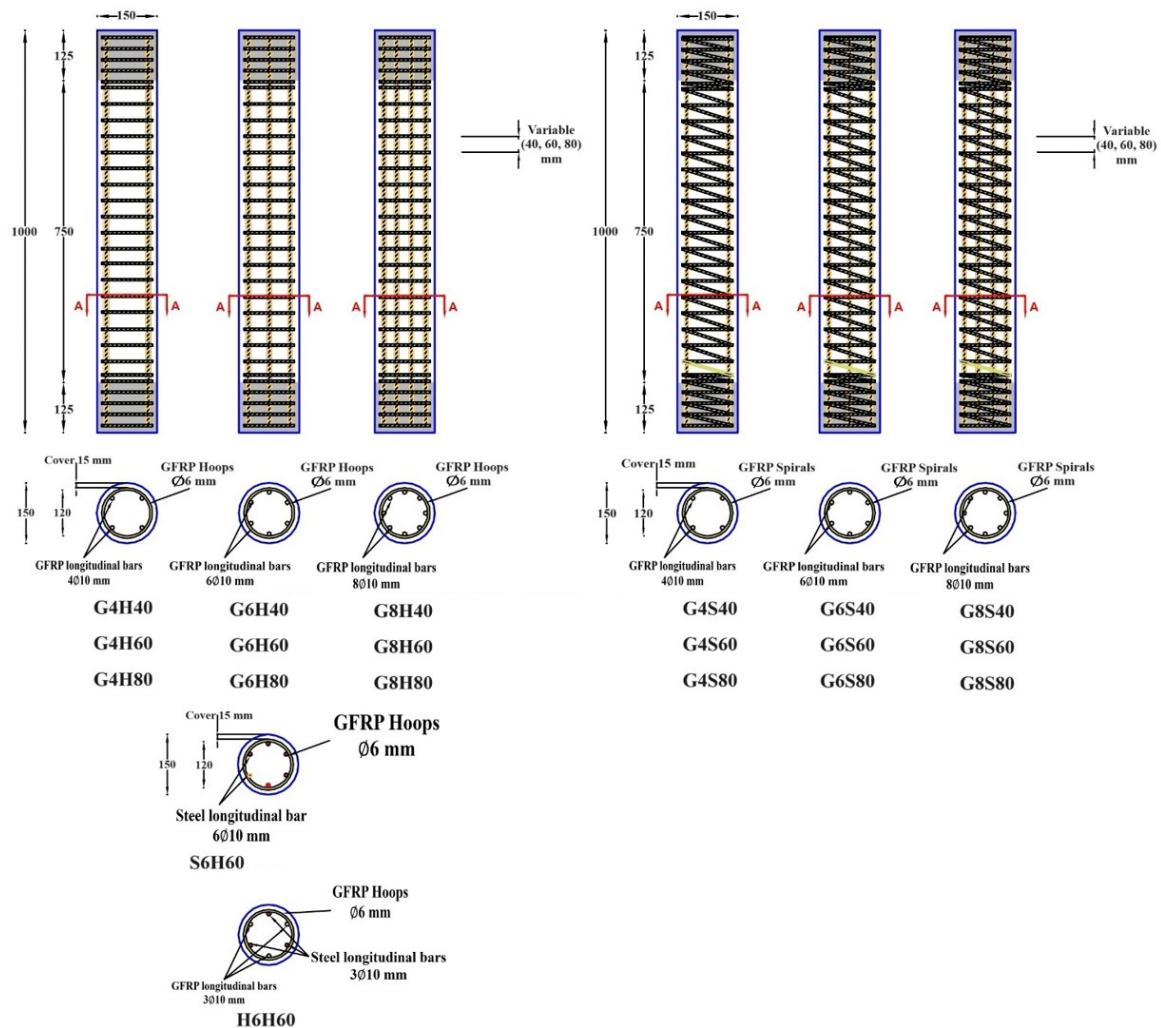 150
125
1000
750
125
A A A A A A
Variable
(40, 60, 80)
mm
150
125
1000
750
125
A A A A A A
Variable
(40, 60, 80)
mm
Cover 15 mm
GFRP Hoops
Ø6 mm
150
120
GFRP longitudinal bars
4Ø10 mm
GFRP Hoops
Ø6 mm
GFRP longitudinal bars
6Ø10 mm
GFRP Hoops
Ø6 mm
GFRP longitudinal bars
8Ø10 mm
Cover 15 mm
GFRP Spirals
Ø6 mm
150
120
GFRP longitudinal bars
4Ø10 mm
GFRP Spirals
Ø6 mm
GFRP longitudinal bars
6Ø10 mm
GFRP Spirals
Ø6 mm
GFRP longitudinal bars
8Ø10 mm
G4H40 G6H40 G8H40 G4S40 G6S40 G8S40
G4H60 G6H60 G8H60 G4S60 G6S60 G8S60
G4H80 G6H80 G8H80 G4S80 G6S80 G8S80
Cover 15 mm
GFRP Hoops
Ø6 mm
150
120
Steel longitudinal bar
6Ø10 mm
S6H60
GFRP Hoops
Ø6 mm
Steel longitudinal bars
3Ø10 mm
GFRP longitudinal bars
3Ø10 mm
H6H60